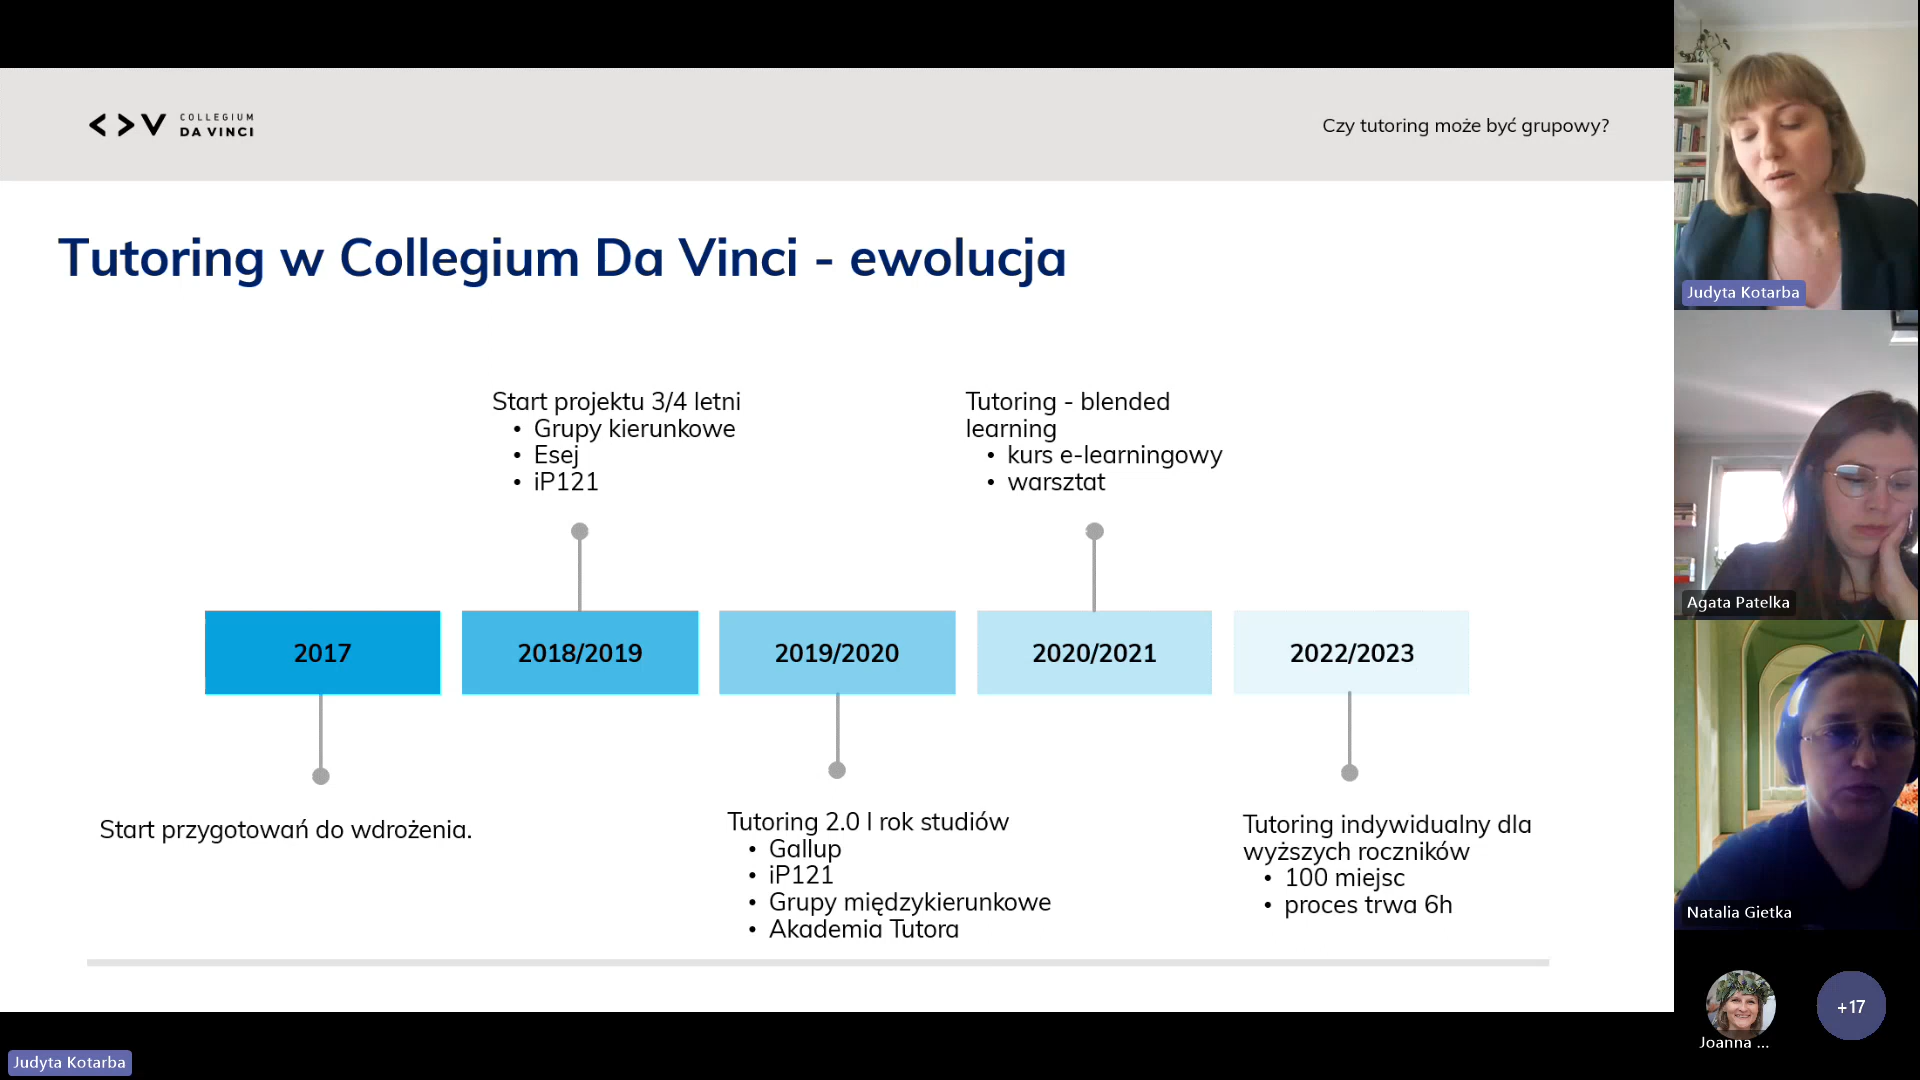 COLLEGIUM
DA VINCI
Czy tutoring może być grupowy?
Tutoring w Collegium Da Vinci - ewolucja
Start projektu 3/4 letni
• Grupy kierunkowe
• Esej
• iP121
Tutoring - blended
learning
• kurs e-learningowy
• warsztat
2017
2018/2019
2019/2020
2020/2021
2022/2023
Start przygotowań do wdrożenia.
Tutoring 2.0 I rok studiów
• Gallup
• iP121
• Grupy międzykierunkowe
• Akademia Tutora
Tutoring indywidualny dla
wyższych roczników
• 100 miejsc
• proces trwa 6h
Judyta Kotarba
Agata Patelka
Natalia Gietka
Joanna ...
+17
Judyta Kotarba